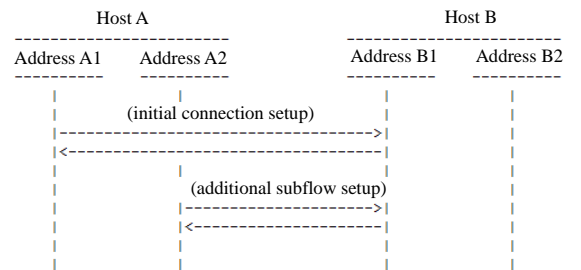 Host A Host B
Address A1 Address A2 Address B1 Address B2
(initial connection setup)
(additional subflow setup)